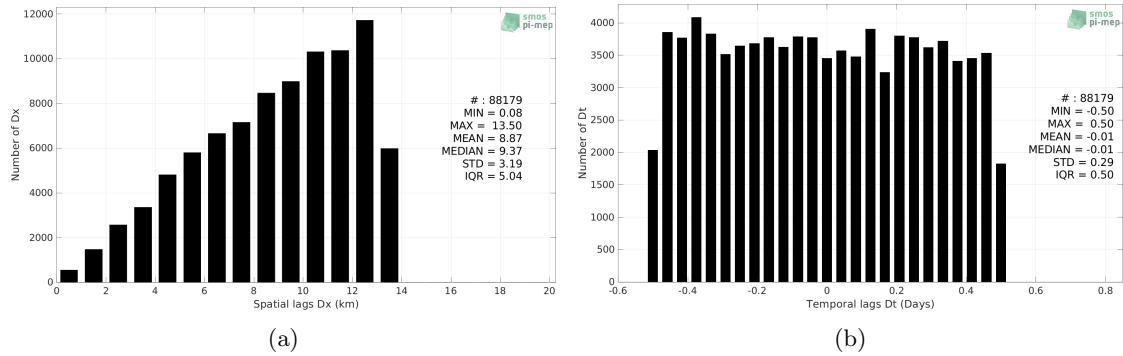 12000
10000
8000
6000
4000
2000
0
0 2 4 6 8 10 12 14 16 18 20
Number of Dx
Spatial lags Dx (km)
smos
pi-mep
# : 88179
MIN = 0.08
MAX = 13.50
MEAN = 8.87
MEDIAN = 9.37
STD = 3.19
IQR = 5.04
(a)
4000
3500
3000
2500
2000
1500
1000
500
0
-0.6 -0.4 -0.2 0 0.2 0.4 0.6 0.8
Number of Dt
Temporal lags Dt (Days)
smos
pi-mep
# : 88179
MIN = -0.50
MAX = 0.50
MEAN = -0.01
MEDIAN = -0.01
STD = 0.29
IQR = 0.50
(b)